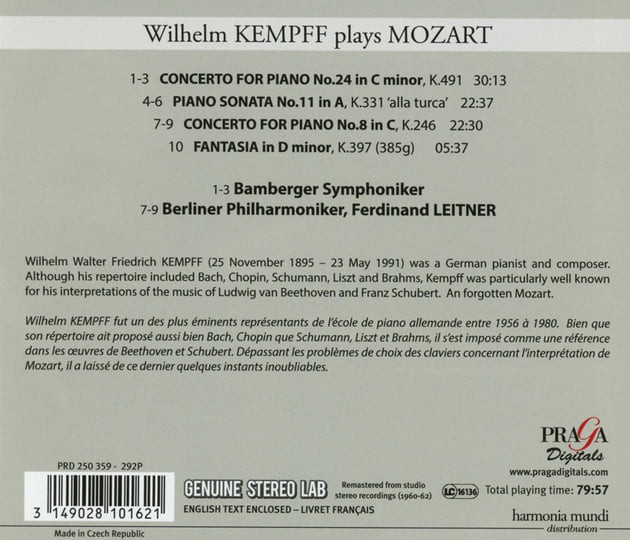 Wilhelm KEMPFF plays MOZART
1-3 CONCERTO FOR PIANO No.24 in C minor, K.491 30:13
4-6 PIANO SONATA No.11 in A, K.331 ‘alla turca’ 22:37
7-9 CONCERTO FOR PIANO No.8 in C, K.246 22:30
10 FANTASIA in D minor, K.397 (385g) 05:37
1-3 Bamberger Symphoniker
7-9 Berliner Philharmoniker, Ferdinand LEITNER
Wilhelm Walter Friedrich KEMPFF (25 November 1895 – 23 May 1991) was a German pianist and composer.
Although his repertoire included Bach, Chopin, Schumann, Liszt and Brahms, Kempff was particularly well known
for his interpretations of the music of Ludwig van Beethoven and Franz Schubert. An forgotten Mozart.
Wilhelm KEMPFF fut un des plus éminents représentants de l’école de piano allemande entre 1956 à 1980. Bien que
son répertoire ait proposé aussi bien Bach, Chopin que Schumann, Liszt et Brahms, il s’est imposé comme une référence
dans les œuvres de Beethoven et Schubert. Dépassant les problèmes de choix des claviers concernant l’interprétation de
Mozart, il a laissé de ce dernier quelques instants inoubliables.
PRAGA
Digitals
www.pragadigitals.com
PRD 250 359 - 292P
3 149028 101621
Made in Czech Republic
GENUINE STEREO LAB
ENGLISH TEXT ENCLOSED – LIVRET FRANÇAIS
Remastered from studio
stereo recordings (1960-62)
LC 16136
Total playing time: 79:57
harmonia mundi
distribution